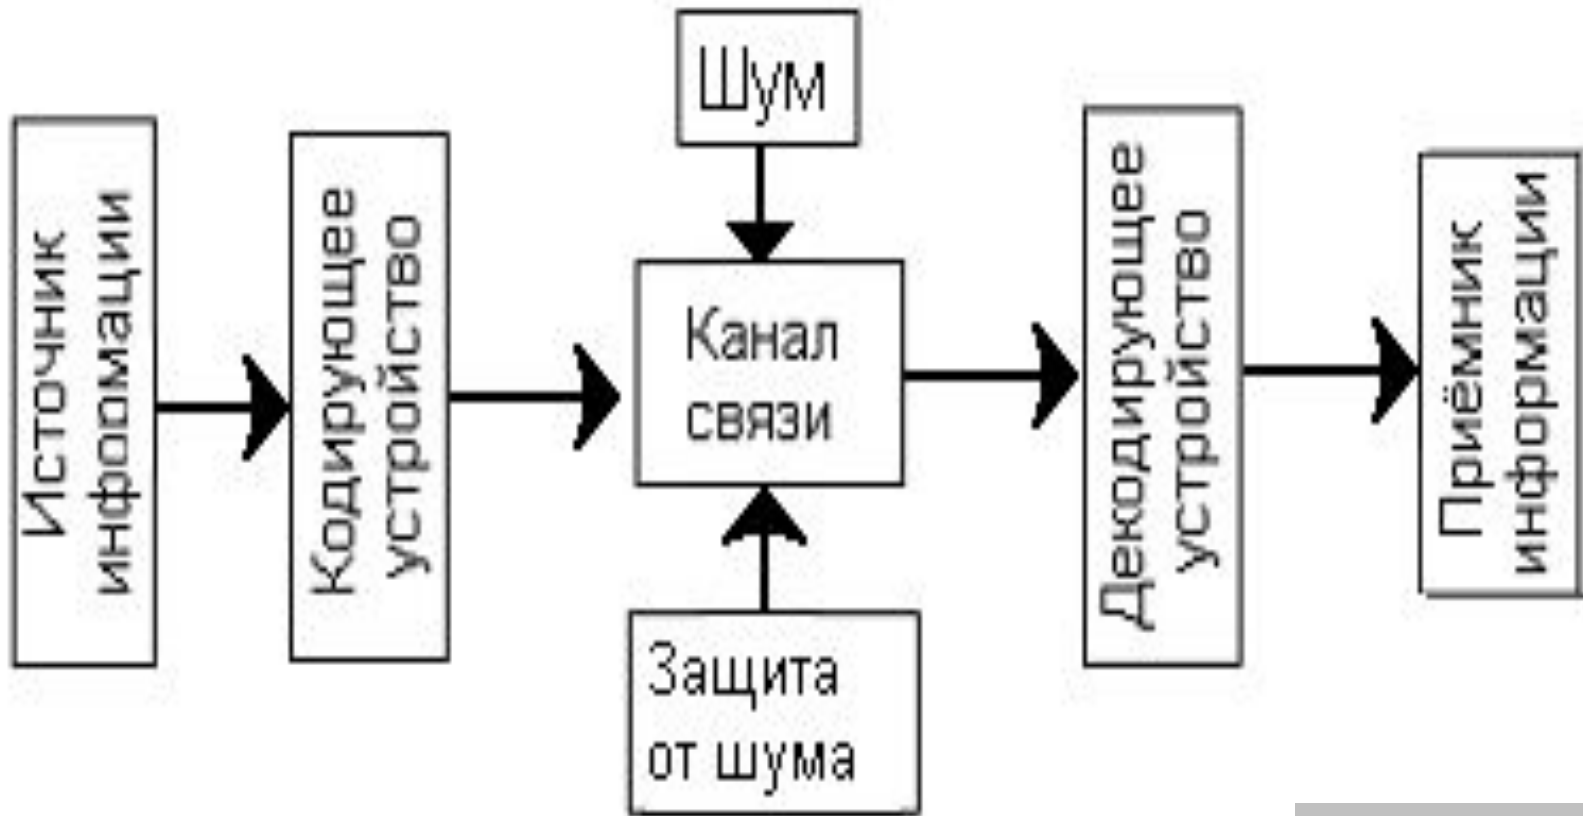 Источник
информации
Кодирующее
устройство
Шум
Канал
связи
Защита
от шума
Декодирующее
устройство
Приёмник
информации